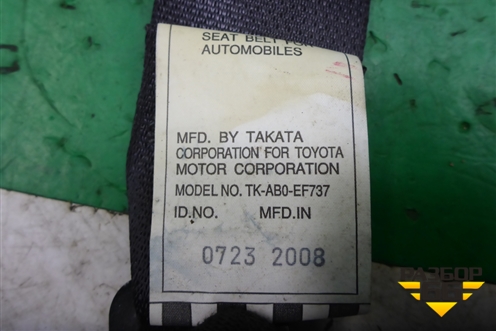 SEAT BELT FOR
AUTOMOBILES
MFD. BY TAKATA
CORPORATION FOR TOYOTA
MOTOR CORPORATION
MODEL NO. TK-AB0-EF737
ID.NO. MFD.IN
0723 2008
РАЗБОР